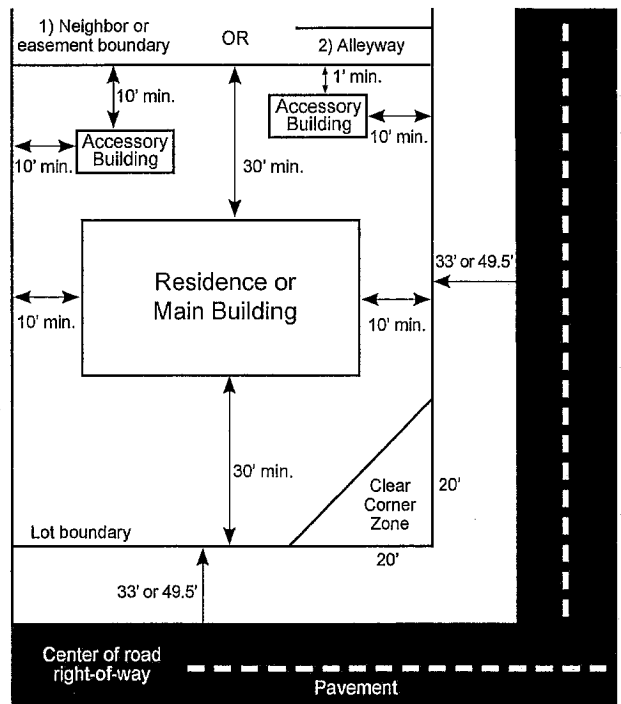 1) Neighbor or
easement boundary
OR
2) Alleyway
10' min.
1' min.
Accessory
Building
10' min.
Accessory
Building
10' min.
30' min.
33' or 49.5'
Residence or
Main Building
10' min.
10' min.
30' min.
Clear
Corner
Zone
20'
Lot boundary
20'
33' or 49.5'
Center of road
right-of-way
Pavement